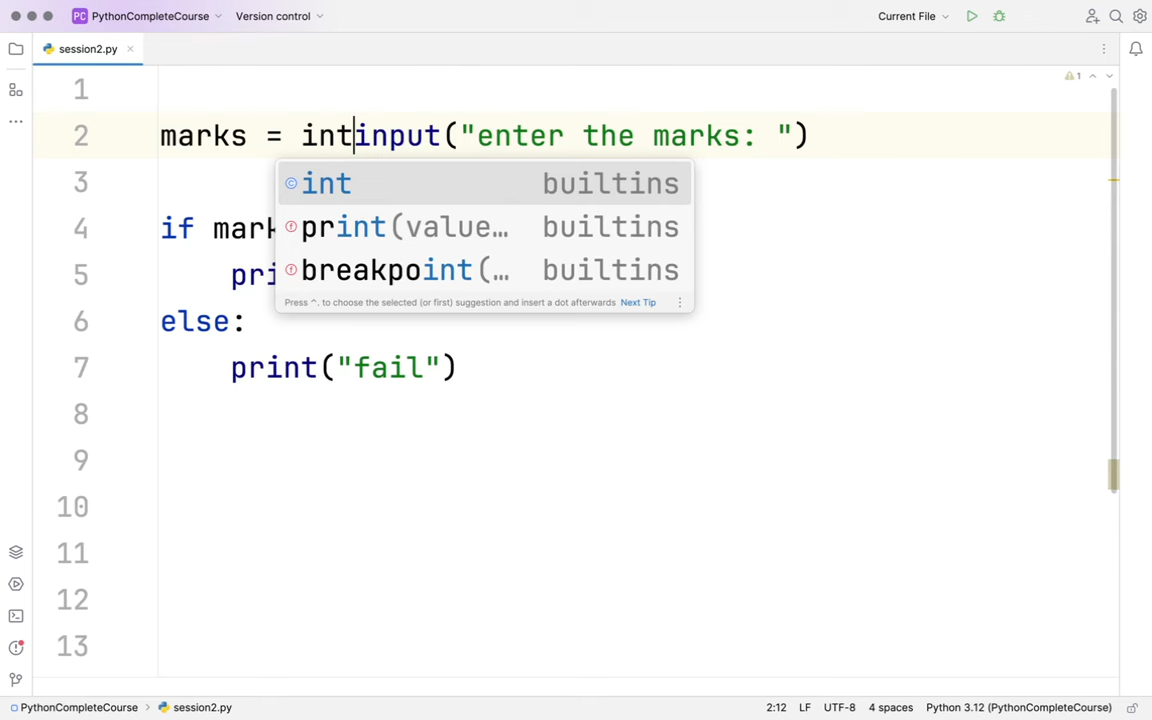 PC PythonCompleteCourse Version control Current File
session2.py
1
1
2 marks = intinput("enter the marks: ")
3 int builtins
4 if mark print(value... builtins
5 pri breakpoint(... builtins
Press ^. to choose the selected (or first) suggestion and insert a dot afterwards Next Tip
6 else:
7 print("fail")
8
9
10
11
12
13
PythonCompleteCourse session2.py 2:12 LF UTF-8 4 spaces Python 3.12 (PythonCompleteCourse)